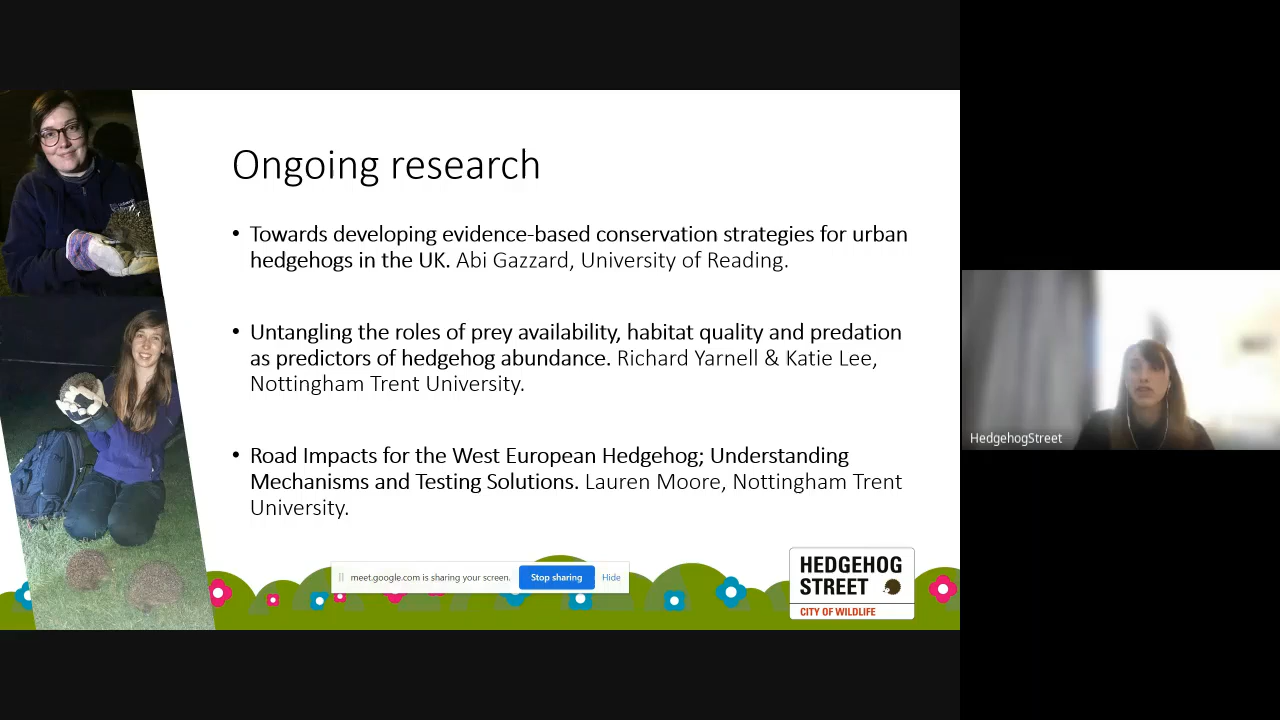 Ongoing research
• Towards developing evidence-based conservation strategies for urban
hedgehogs in the UK. Abi Gazzard, University of Reading.
• Untangling the roles of prey availability, habitat quality and predation
as predictors of hedgehog abundance. Richard Yarnell & Katie Lee,
Nottingham Trent University.
• Road Impacts for the West European Hedgehog; Understanding
Mechanisms and Testing Solutions. Lauren Moore, Nottingham Trent
University.
meet.google.com is sharing your screen. Stop sharing Hide
HEDGEHOG
STREET
CITY OF WILDLIFE
HedgehogStreet